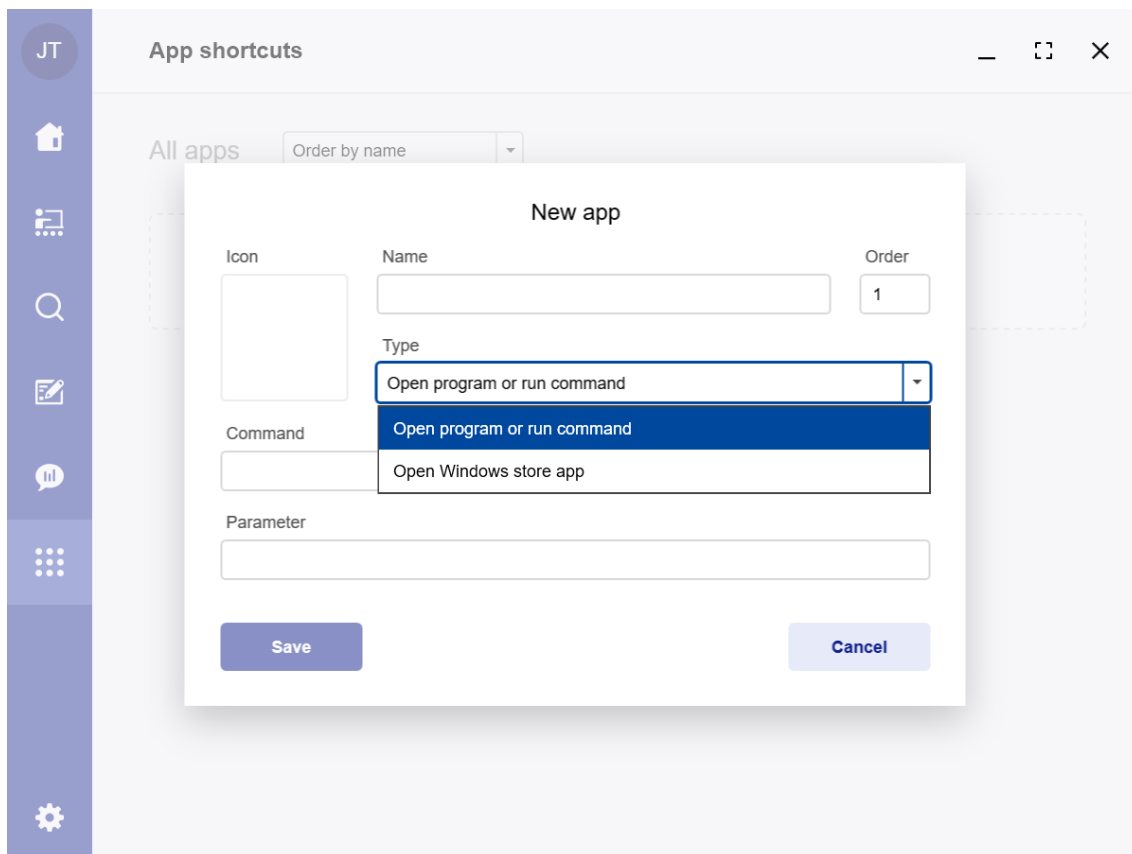 JT
App shortcuts
All apps
Order by name
New app
Icon
Name
Order
1
Type
Open program or run command
Open program or run command
Open Windows store app
Command
Parameter
Save
Cancel